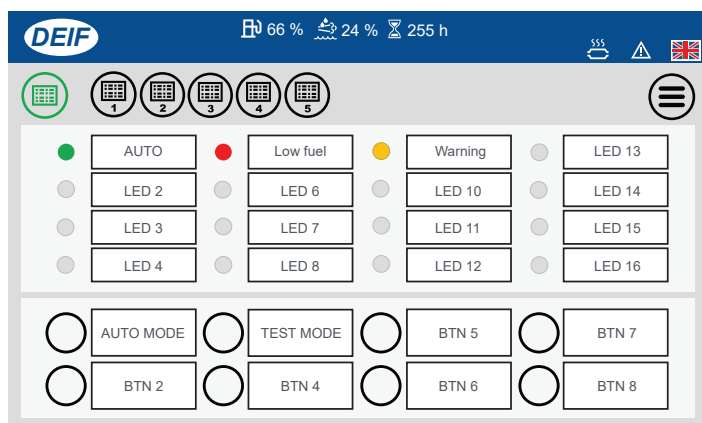 DEIF 66 % 24 % 255 h
1 2 3 4 5
AUTO Low fuel Warning LED 13
LED 2 LED 6 LED 10 LED 14
LED 3 LED 7 LED 11 LED 15
LED 4 LED 8 LED 12 LED 16
AUTO MODE TEST MODE BTN 5 BTN 7
BTN 2 BTN 4 BTN 6 BTN 8